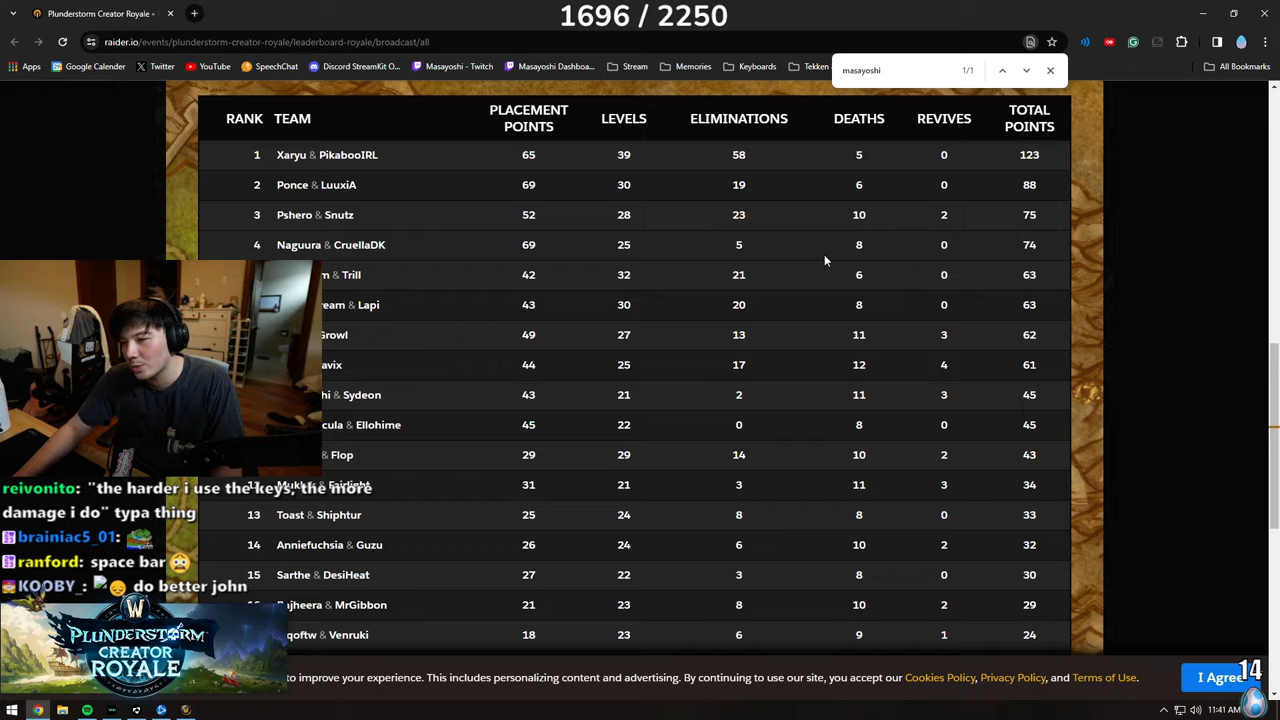 1696 / 2250
Plunderstorm Creator Royale •
raider.io/events/plunderstorm-creator-royale/leaderboard-royale/broadcast/all
Apps Google Calendar Twitter YouTube SpeechChat Discord StreamKit O... Masayoshi - Twitch Masayoshi Dashboa... Stream Memories Keyboards Tekken All Bookmarks
masayoshi 1/1
RANK TEAM PLACEMENT POINTS LEVELS ELIMINATIONS DEATHS REVIVES TOTAL POINTS
1 Xaryu & PikabooIRL 65 39 58 5 0 123
2 Ponce & LuuxiA 69 30 19 6 0 88
3 Pshero & Snutz 52 28 23 10 2 75
4 Naguura & CruellaDK 69 25 5 8 0 74
m & Trill 42 32 21 6 0 63
ream & Lapi 43 30 20 8 0 63
Growl 49 27 13 11 3 62
avix 44 25 17 12 4 61
hi & Sydeon 43 21 2 11 3 45
cula & Ellohime 45 22 0 8 0 45
& Flop 29 29 14 10 2 43
31 21 3 11 3 34
13 Toast & Shiphtur 25 24 8 8 0 33
14 Anniefuchsia & Guzu 26 24 6 10 2 32
15 Sarthe & DesiHeat 27 22 3 8 0 30
jheera & MrGibbon 21 23 8 10 2 29
qoftw & Venruki 18 23 6 9 1 24
reivonito: "the harder i use the keys, the more
damage i do" typa thing
brainiac5_01:
ranford: space bar
KOOBY_: do better john
W
PLUNDERSTORM
CREATOR
ROYALE
to improve your experience. This includes personalizing content and advertising. By continuing to use our site, you accept our Cookies Policy, Privacy Policy, and Terms of Use.
I Agree
14
11:41 AM